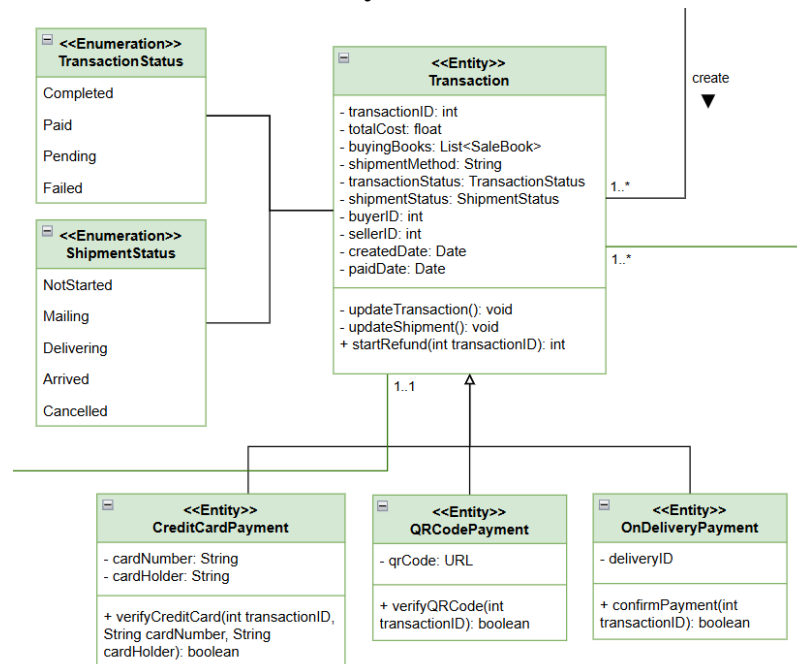 <<Enumeration>>
TransactionStatus
Completed
Paid
Pending
Failed
<<Enumeration>>
ShipmentStatus
NotStarted
Mailing
Delivering
Arrived
Cancelled
<<Entity>>
Transaction
- transactionID: int
- totalCost: float
- buyingBooks: List<SaleBook>
- shipmentMethod: String
- transactionStatus: TransactionStatus
- shipmentStatus: ShipmentStatus
- buyerID: int
- sellerID: int
- createdDate: Date
- paidDate: Date
- updateTransaction(): void
- updateShipment(): void
+ startRefund(int transactionID): int
create
1..*
1..*
1..1
<<Entity>>
CreditCardPayment
- cardNumber: String
- cardHolder: String
+ verifyCreditCard(int transactionID,
String cardNumber, String
cardHolder): boolean
<<Entity>>
QRCodePayment
- qrCode: URL
+ verifyQRCode(int
transactionID): boolean
<<Entity>>
OnDeliveryPayment
- deliveryID
+ confirmPayment(int
transactionID): boolean